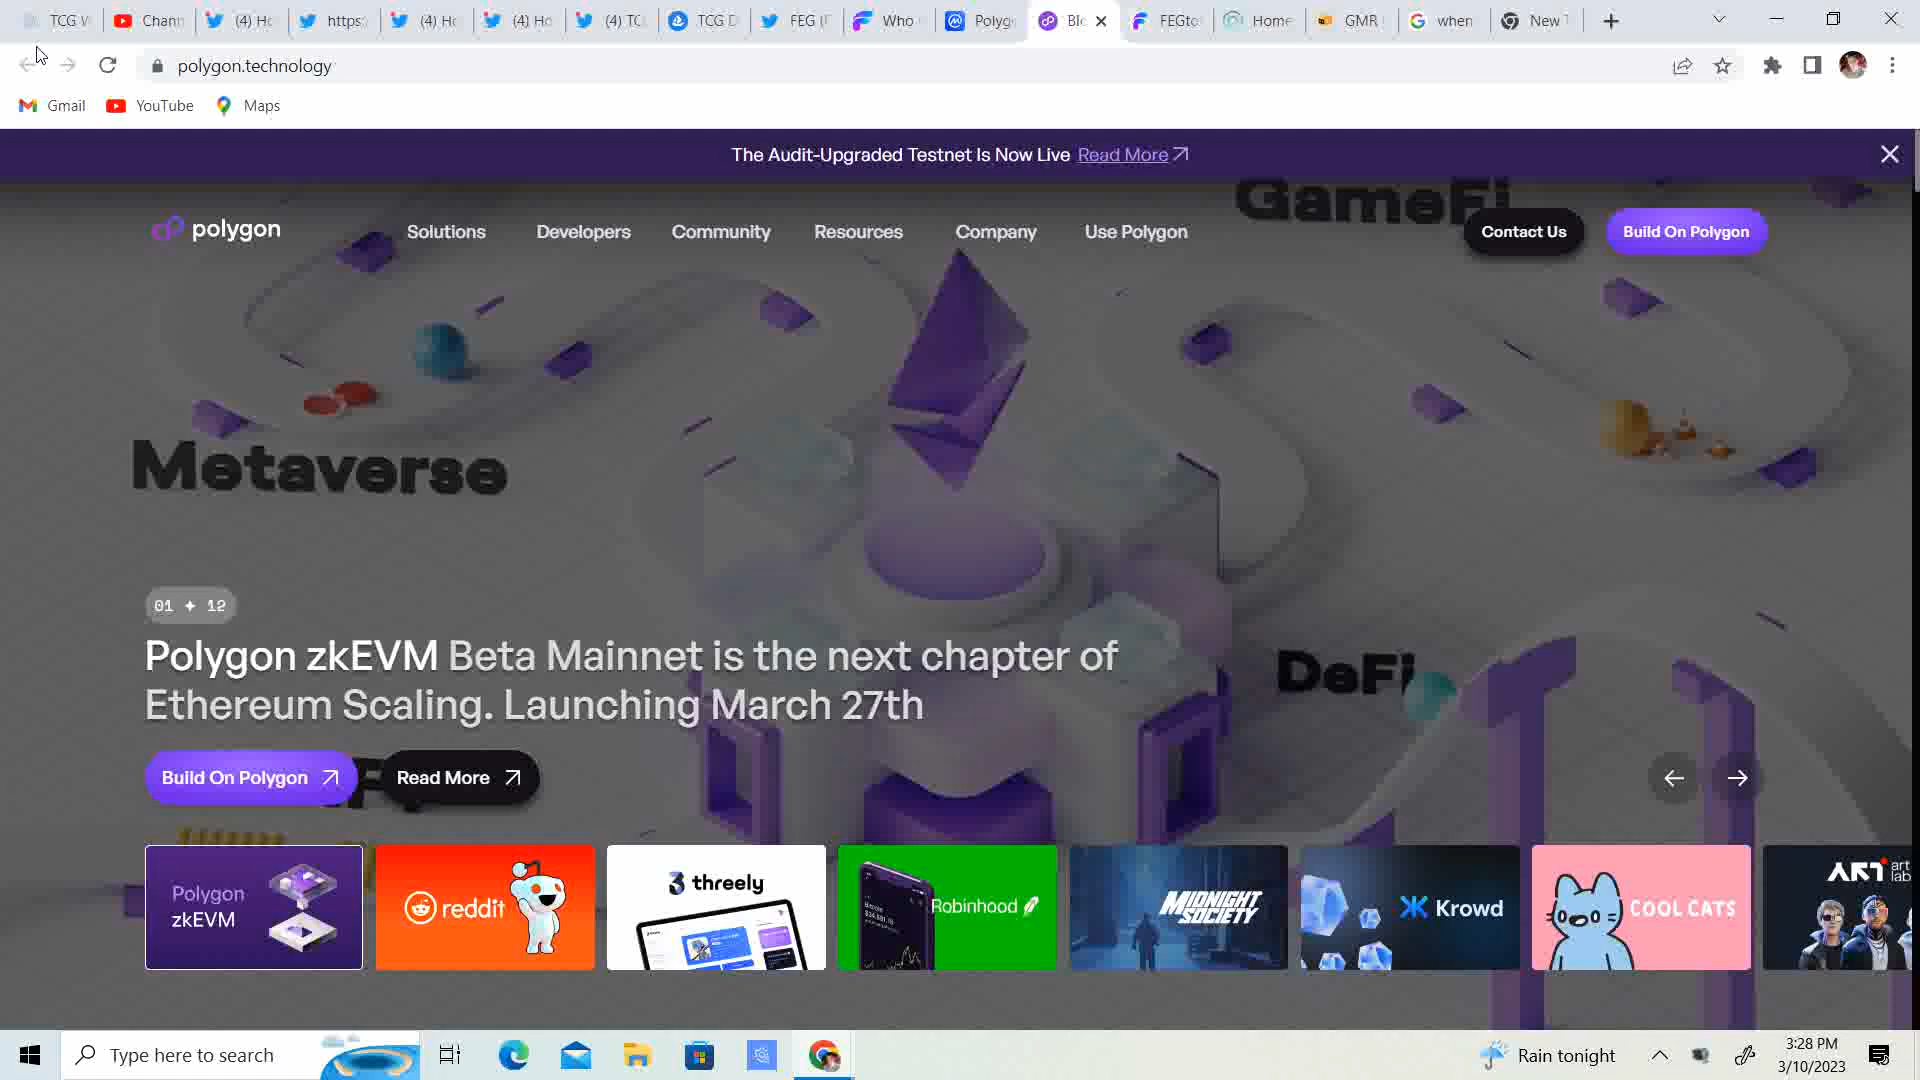 TCG W
Chann
(4) Ho
https:
(4) Ho
(4) Ho
(4) TC
TCG D
FEG (F
Who
Polyg
Blo
FEGto
Home
GMR
when
New T
polygon.technology
Gmail
YouTube
Maps
The Audit-Upgraded Testnet Is Now Live Read More
GameFi
polygon
Solutions
Developers
Community
Resources
Company
Use Polygon
Contact Us
Build On Polygon
Metaverse
DeFi
01 ✦ 12
Polygon zkEVM Beta Mainnet is the next chapter of
Ethereum Scaling. Launching March 27th
Build On Polygon
Read More
Polygon
zkEVM
reddit
threely
Robinhood
MIDNIGHT
SOCIETY
Krowd
COOL CATS
ART art
lab
Type here to search
Rain tonight
3:28 PM
3/10/2023